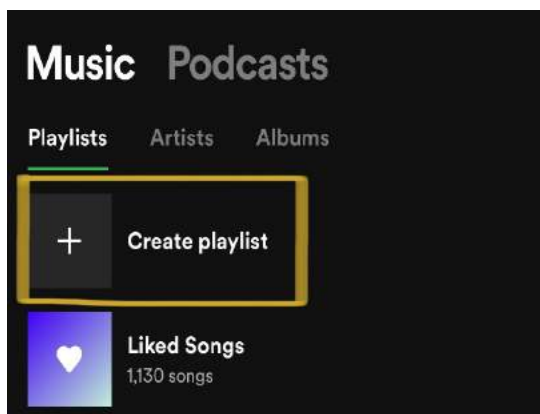 Music Podcasts
Playlists Artists Albums
Create playlist
Liked Songs
1,130 songs